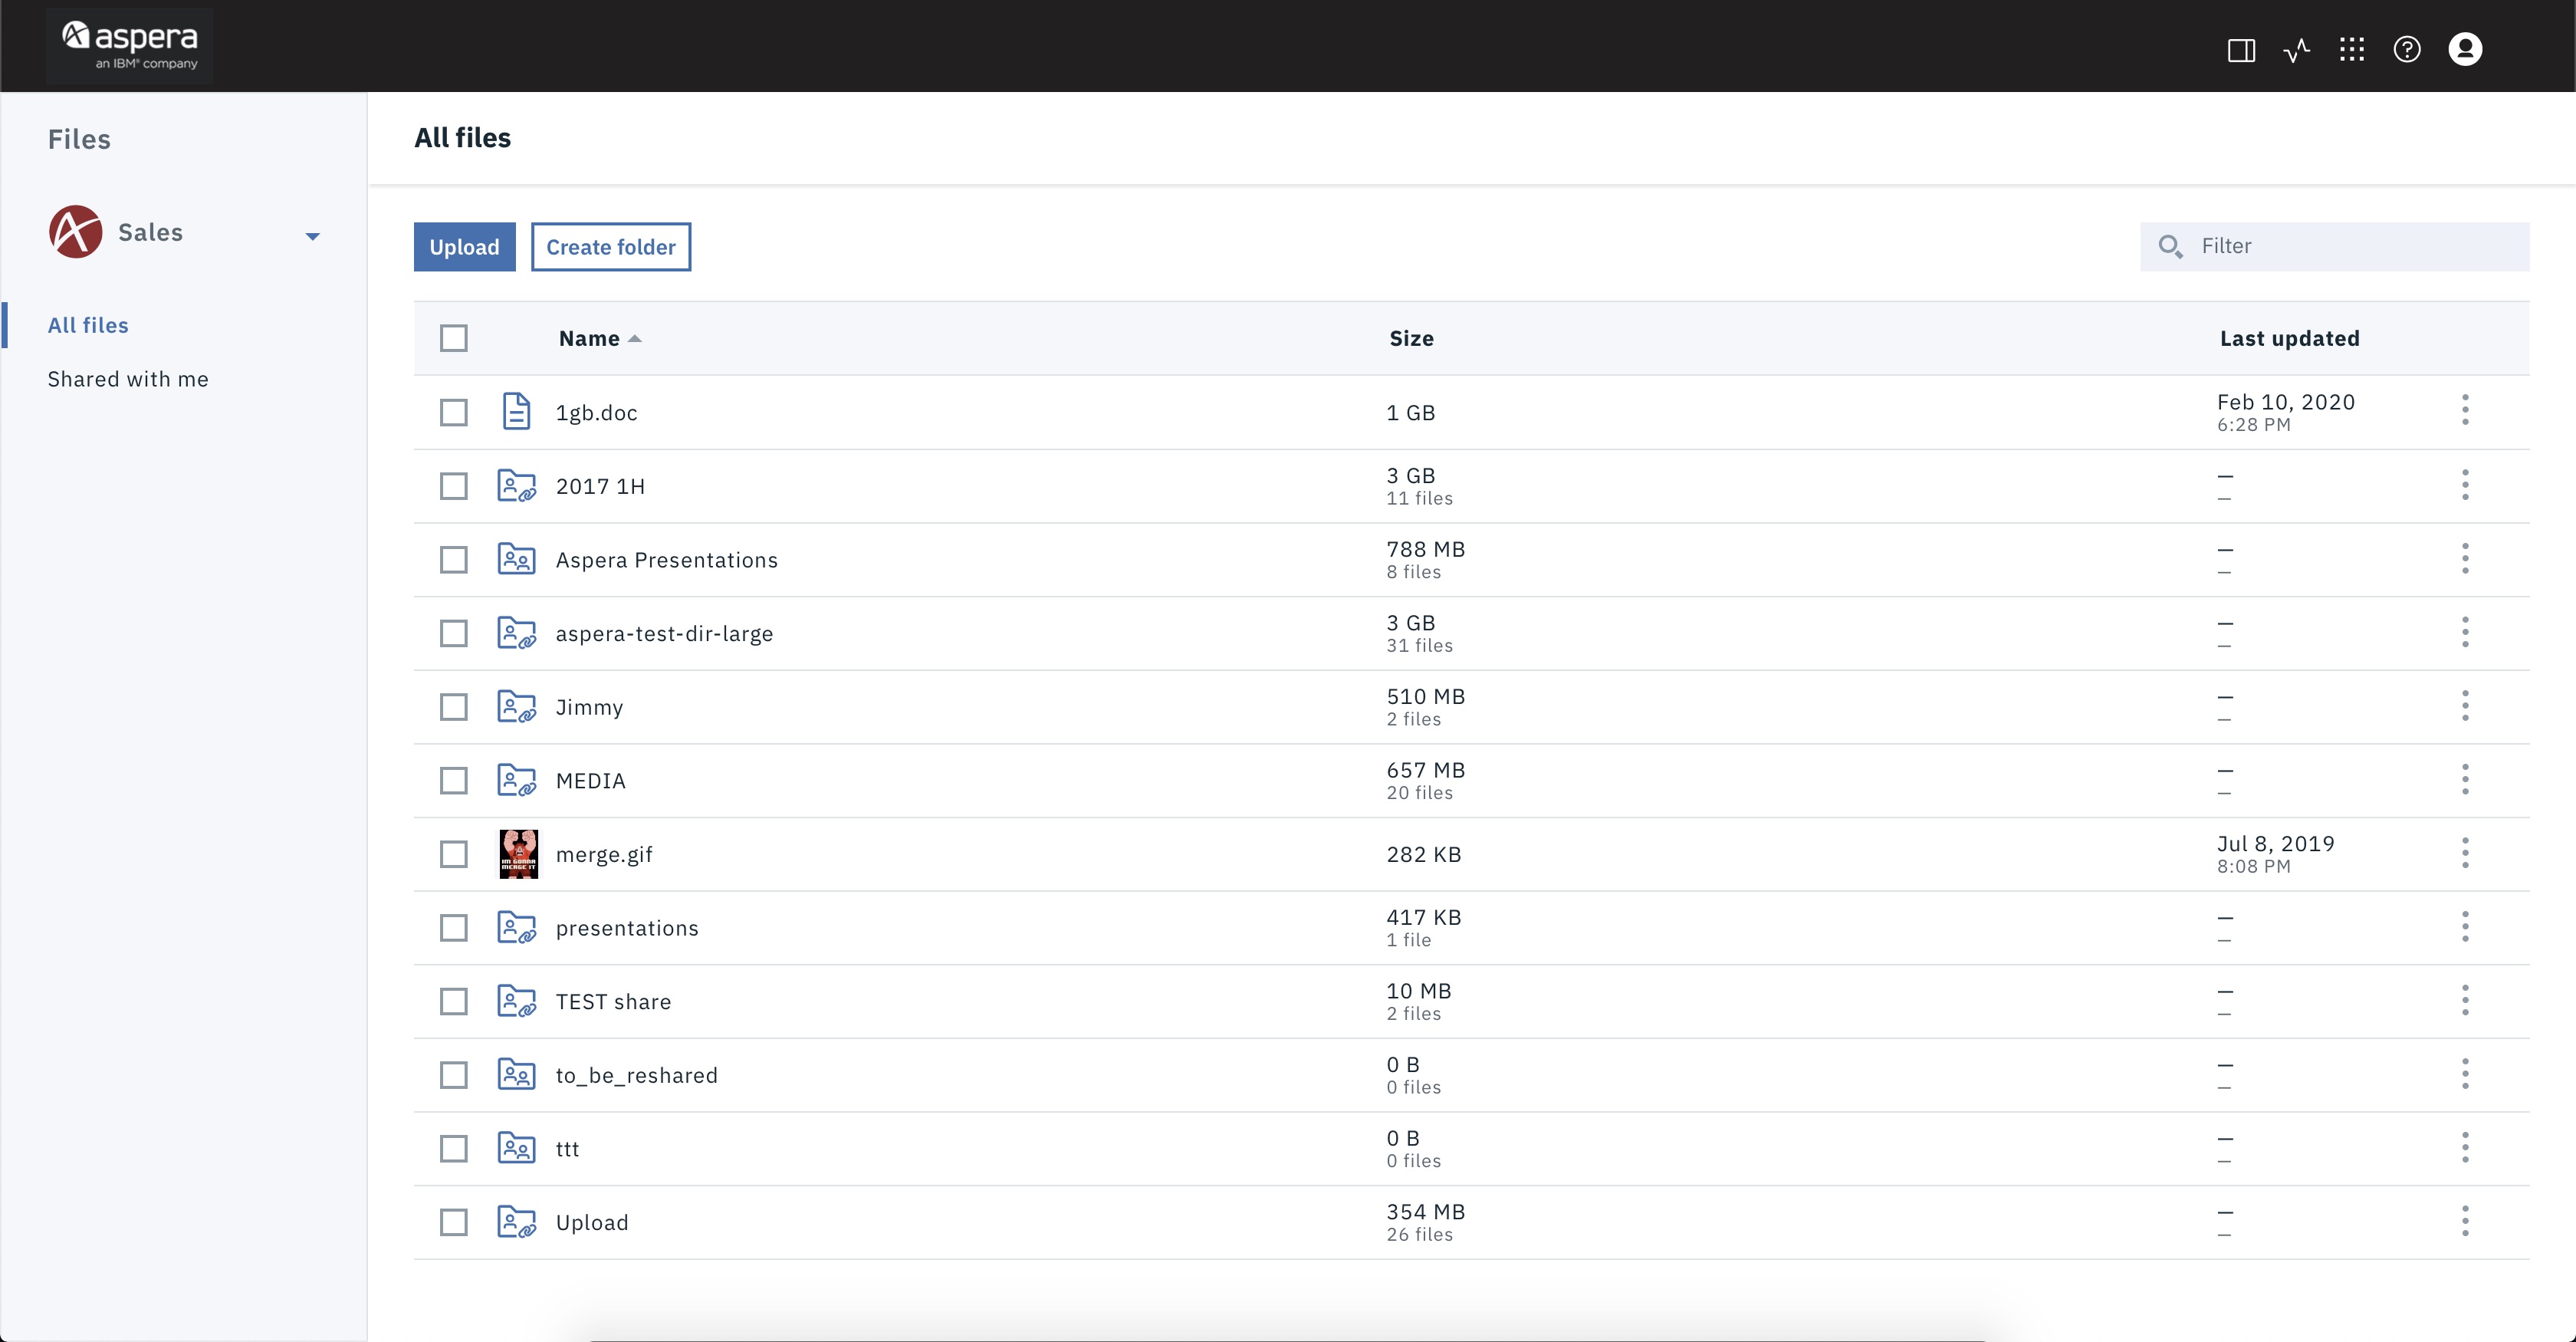 aspera
an IBM® company
Files
Sales
All files
Shared with me
All files
Upload
Create folder
Filter
Name
Size
Last updated
1gb.doc
1 GB
Feb 10, 2020
6:28 PM
2017 1H
3 GB
11 files
—
—
Aspera Presentations
788 MB
8 files
—
—
aspera-test-dir-large
3 GB
31 files
—
—
Jimmy
510 MB
2 files
—
—
MEDIA
657 MB
20 files
—
—
IM GONNA
MERGE IT
merge.gif
282 KB
Jul 8, 2019
8:08 PM
presentations
417 KB
1 file
—
—
TEST share
10 MB
2 files
—
—
to_be_reshared
0 B
0 files
—
—
ttt
0 B
0 files
—
—
Upload
354 MB
26 files
—
—